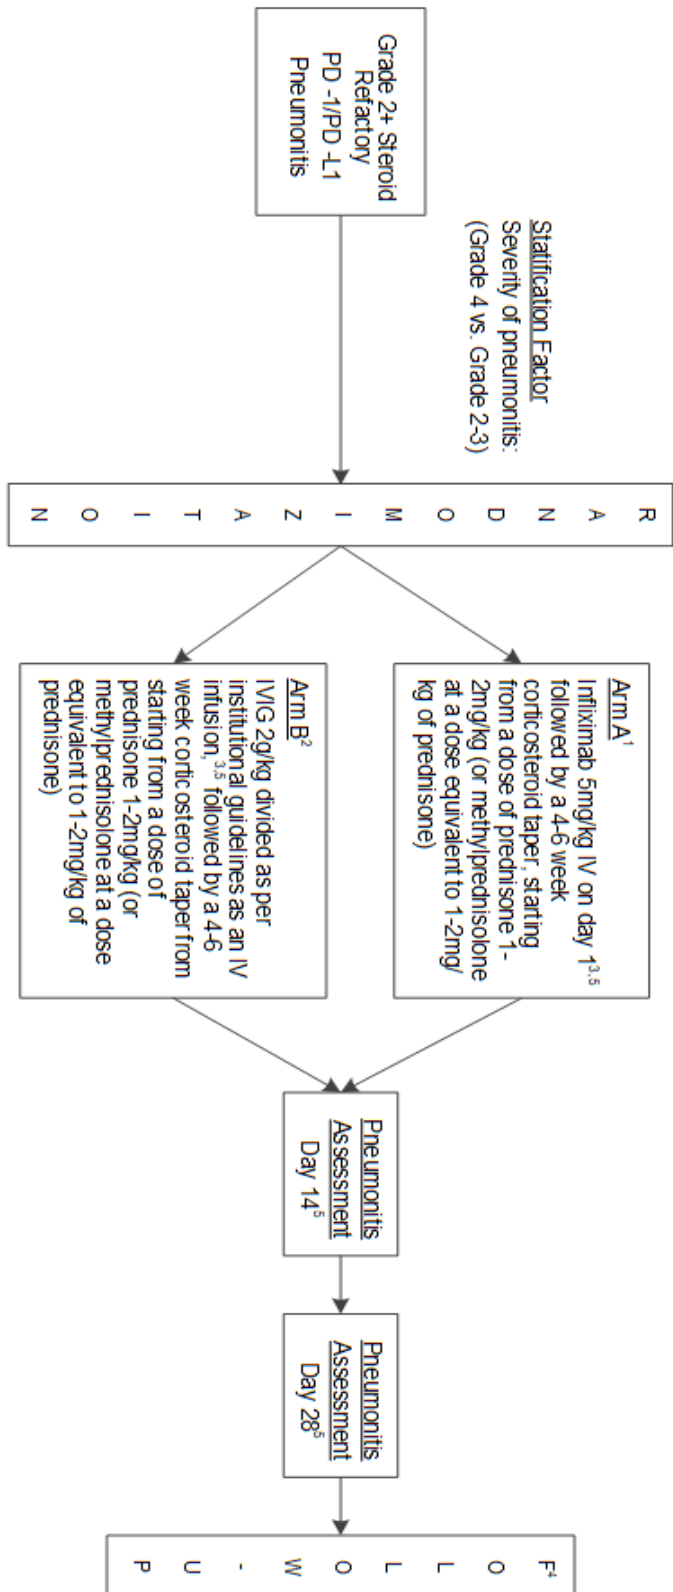 Grade 2+ Steroid
Refactory
PD -1/PD -L1
Pneumonitis
Statification Factor
Severity of pneumonitis:
(Grade 4 vs. Grade 2-3)
R
A
N
D
O
M
I
Z
A
T
I
O
N
Arm A¹
Infliximab 5mg/kg IV on day 1³,⁵
followed by a 4-6 week
corticosteroid taper, starting
from a dose of prednisone 1-
2mg/kg (or methylprednisolone
at a dose equivalent to 1-2mg/
kg of prednisone)
Arm B²
IVIG 2g/kg divided as per
institutional guidelines as an IV
infusion, ³,⁵ followed by a 4-6
week corticosteroid taper from
starting from a dose of
prednisone 1-2mg/kg (or
methylprednisolone at a dose
equivalent to 1-2mg/kg of
prednisone)
Pneumonitis
Assessment
Day 14⁵
Pneumonitis
Assessment
Day 28⁵
F⁴
O
L
L
O
W
-
U
P